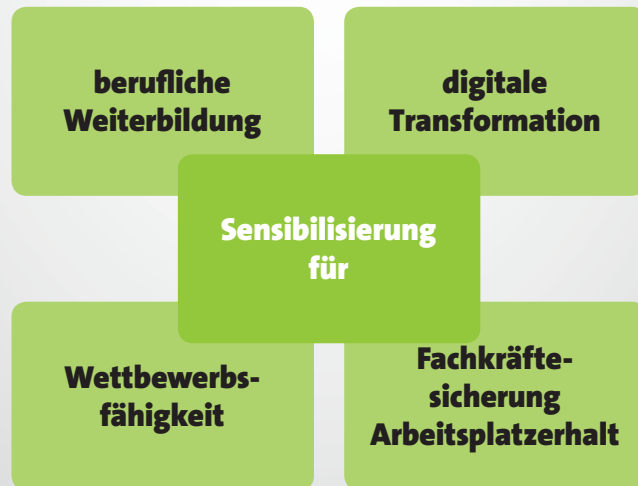 berufliche
Weiterbildung
digitale
Transformation
Sensibilisierung
für
Wettbewerbs-
fähigkeit
Fachkräfte-
sicherung
Arbeitsplatzerhalt